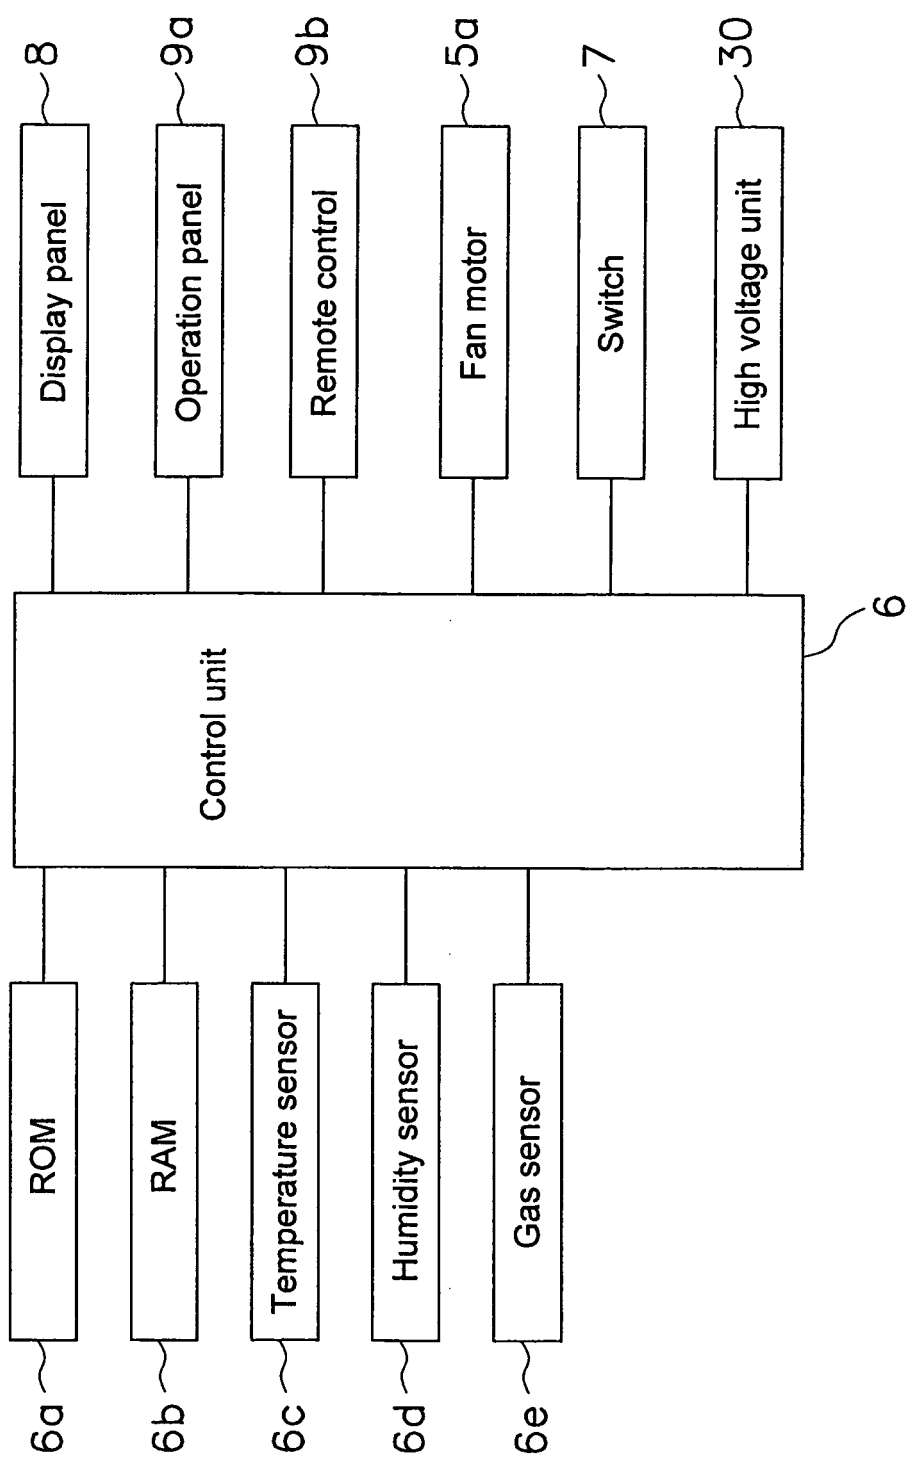 6a
ROM
6b
RAM
6c
Temperature sensor
6d
Humidity sensor
6e
Gas sensor
Control unit
6
Display panel
8
Operation panel
9a
Remote control
9b
Fan motor
5a
Switch
7
High voltage unit
30